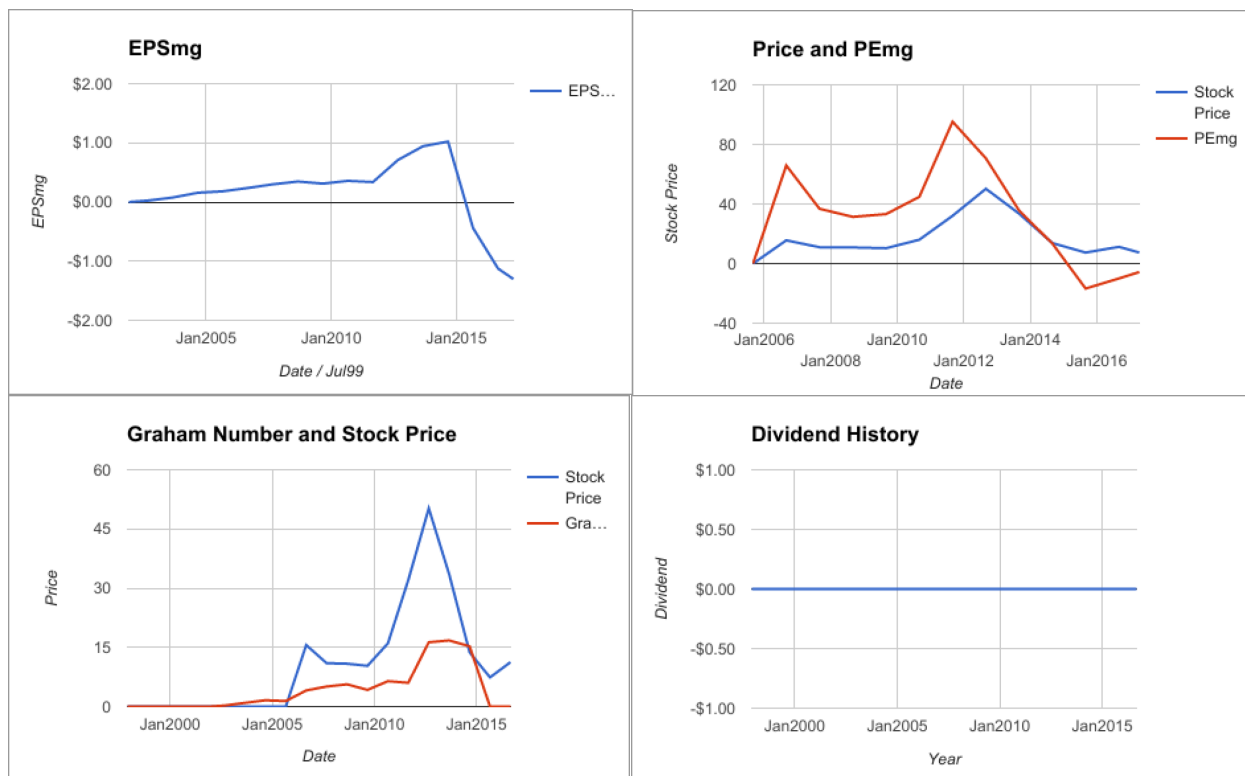 EPSmg
$2.00
$1.00
$0.00
-$1.00
-$2.00
EPSmg
Jan2005
Jan2010
Jan2015
Date / Jul99
EPS…
Price and PEmg
120
80
40
0
-40
Stock Price
Jan2006
Jan2008
Jan2010
Jan2012
Jan2014
Jan2016
Date
Stock
Price
PEmg
Graham Number and Stock Price
60
45
30
15
0
Price
Jan2000
Jan2005
Jan2010
Jan2015
Date
Stock
Price
Gra…
Dividend History
$1.00
$0.50
$0.00
-$0.50
-$1.00
Dividend
Jan2000
Jan2005
Jan2010
Jan2015
Year